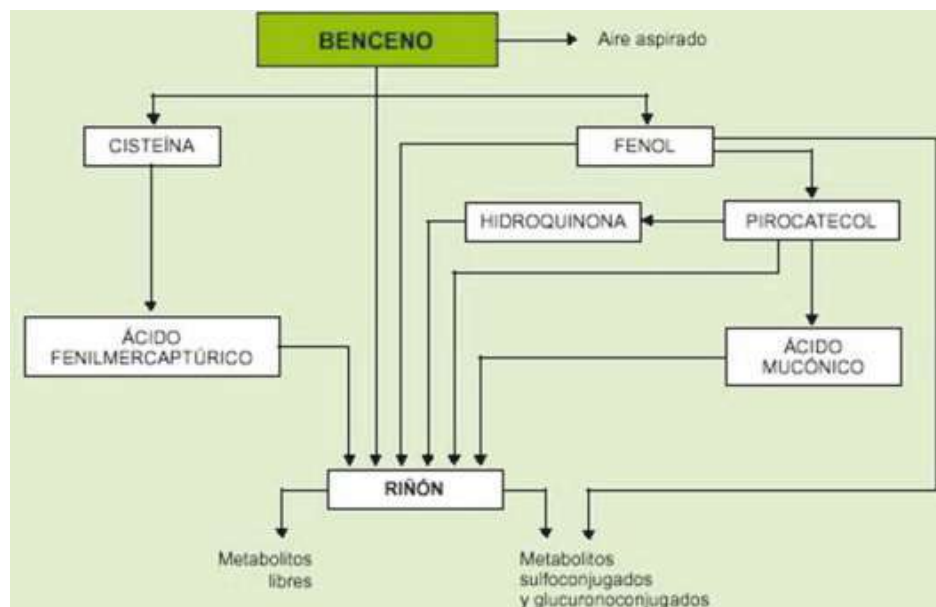 BENCENO
Aire aspirado
CISTEÍNA
FENOL
HIDROQUINONA
PIROCATECOL
ÁCIDO
FENILMERCAPTÚRICO
ÁCIDO
MUCÓNICO
RIÑÓN
Metabolitos
libres
Metabolitos
sulfoconjugados
y glucuronoconjugados